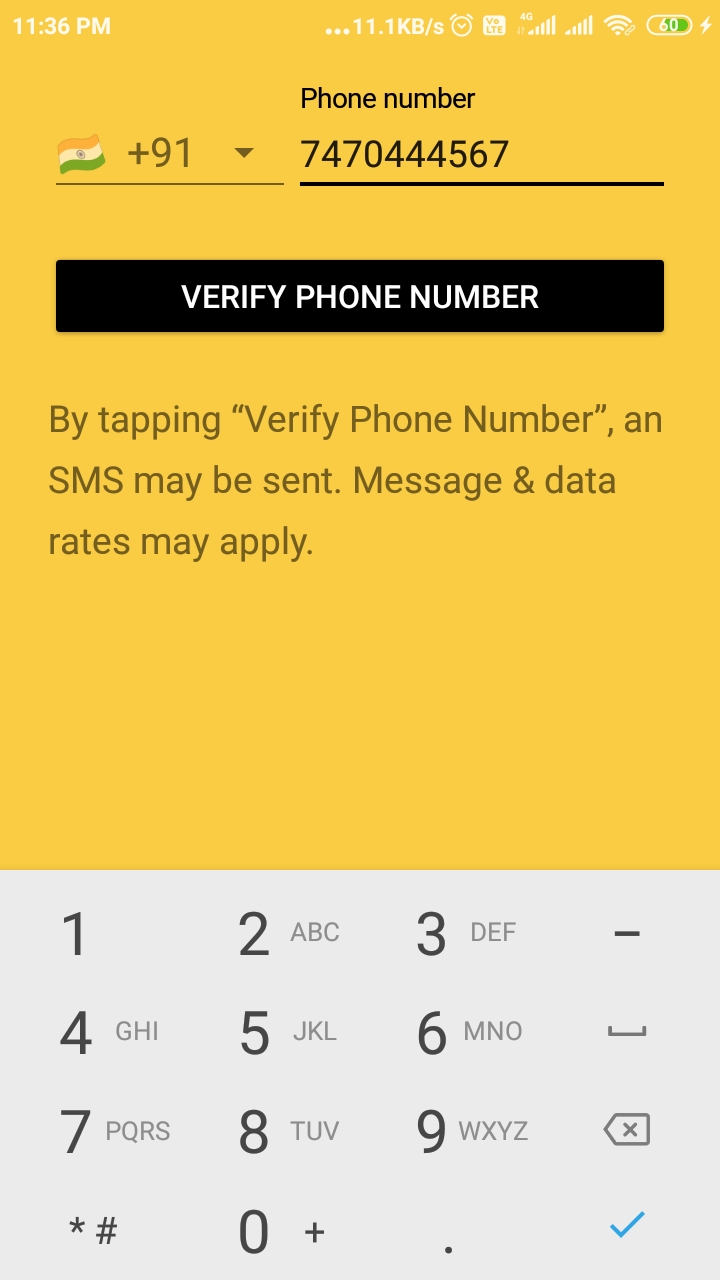 11:36 PM ...11.1KB/s Vo LTE 4G 60
Phone number
+91 7470444567
VERIFY PHONE NUMBER
By tapping “Verify Phone Number”, an
SMS may be sent. Message & data
rates may apply.
1 2 ABC 3 DEF –
4 GHI 5 JKL 6 MNO
7 PQRS 8 TUV 9 WXYZ
* # 0 + .